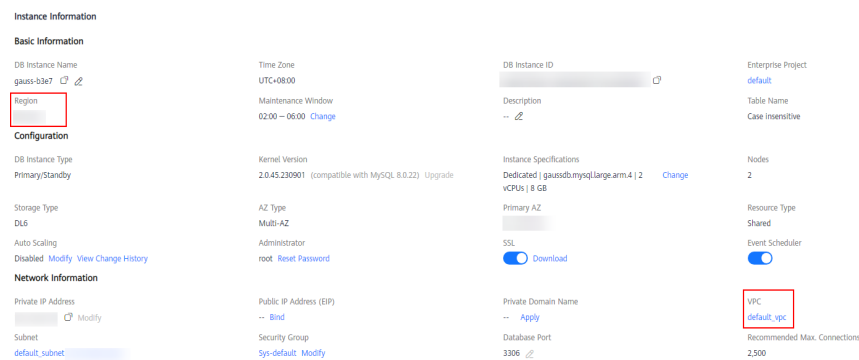 Instance Information
Basic Information
DB Instance Name Time Zone DB Instance ID Enterprise Project
gauss-b3e7 UTC+08:00 default
Region Maintenance Window Description Table Name
02:00 — 06:00 Change -- Case insensitive
Configuration
DB Instance Type Kernel Version Instance Specifications Nodes
Primary/Standby 2.0.45.230901 (compatible with MySQL 8.0.22) Upgrade Dedicated | gaussdb.mysql.large.arm.4 | 2 Change 2
vCPUs | 8 GB
Storage Type AZ Type Primary AZ Resource Type
DL6 Multi-AZ Shared
Auto Scaling Administrator SSL Event Scheduler
Disabled Modify View Change History root Reset Password Download
Network Information
Private IP Address Public IP Address (EIP) Private Domain Name VPC
Modify -- Bind -- Apply default_vpc
Subnet Security Group Database Port Recommended Max. Connections
default_subnet Sys-default Modify 3306 2,500